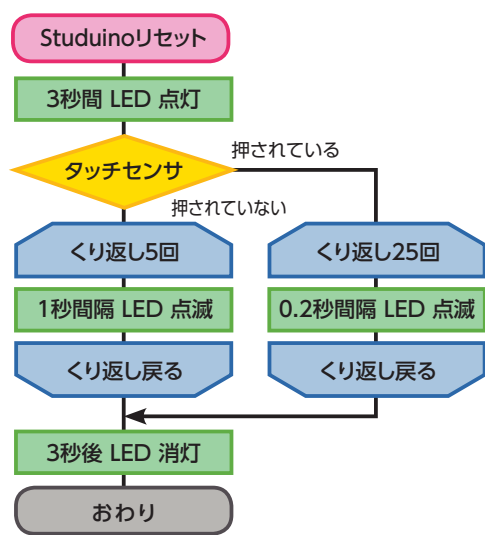 Studuinoリセット
3秒間 LED 点灯
タッチセンサ
押されている
押されていない
くり返し5回
くり返し25回
1秒間隔 LED 点滅
0.2秒間隔 LED 点滅
くり返し戻る
くり返し戻る
3秒後 LED 消灯
おわり